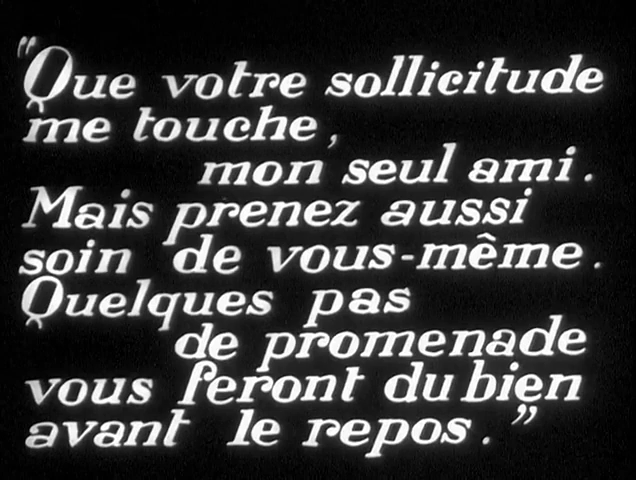 "Que votre sollicitude
me touche,
mon seul ami.
Mais prenez aussi
soin de vous-même.
Quelques pas
de promenade
vous feront du bien
avant le repos."